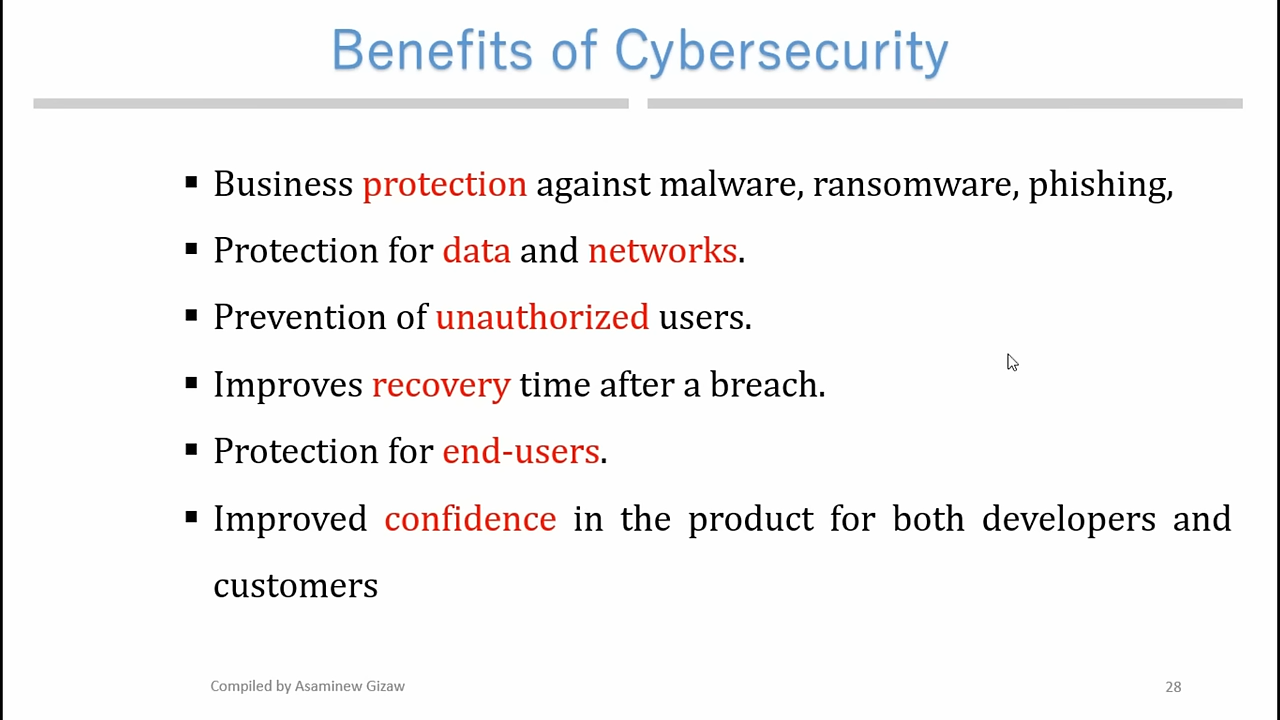 Benefits of Cybersecurity
▪ Business protection against malware, ransomware, phishing,
▪ Protection for data and networks.
▪ Prevention of unauthorized users.
▪ Improves recovery time after a breach.
▪ Protection for end-users.
▪ Improved confidence in the product for both developers and
customers
Compiled by Asaminew Gizaw
28